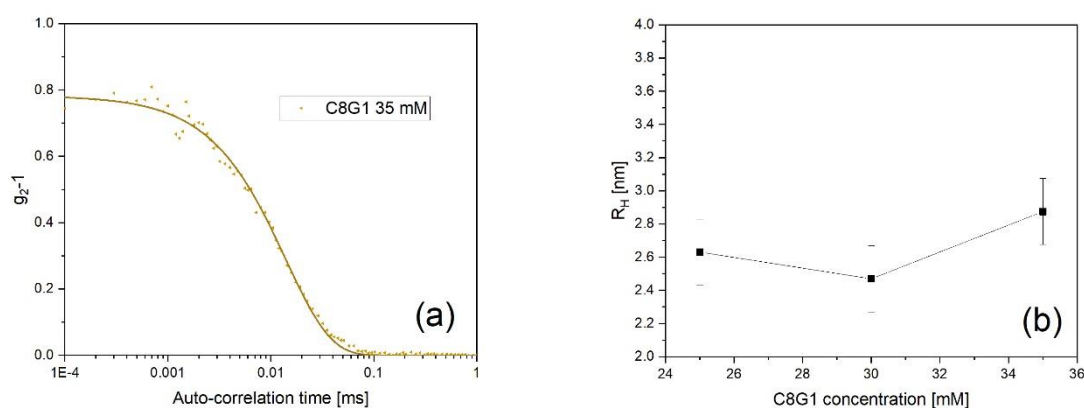 1.0
0.8
0.6
0.4
0.2
0.0
g₂-1
C8G1 35 mM
(a)
1E-4 0.001 0.01 0.1 1
Auto-correlation time [ms]
4.0
3.8
3.6
3.4
3.2
3.0
2.8
2.6
2.4
2.2
2.0
R_H [nm]
(b)
24 26 28 30 32 34 36
C8G1 concentration [mM]